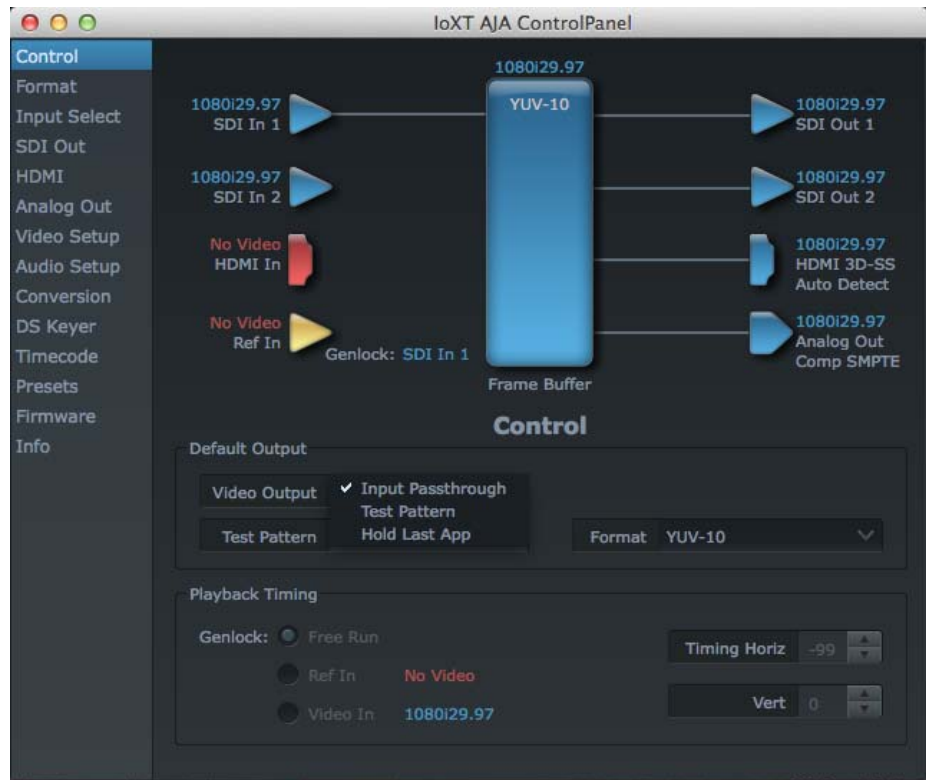 IoXT AJA ControlPanel
Control
Format
Input Select
SDI Out
HDMI
Analog Out
Video Setup
Audio Setup
Conversion
DS Keyer
Timecode
Presets
Firmware
Info
1080i29.97
YUV-10
1080i29.97
SDI In 1
1080i29.97
SDI In 2
No Video
HDMI In
No Video
Ref In
Genlock: SDI In 1
Frame Buffer
1080i29.97
SDI Out 1
1080i29.97
SDI Out 2
1080i29.97
HDMI 3D-SS
Auto Detect
1080i29.97
Analog Out
Comp SMPTE
Control
Default Output
Video Output
Input Passthrough
Test Pattern
Hold Last App
Test Pattern
Format YUV-10
Playback Timing
Genlock: Free Run
Ref In No Video
Video In 1080i29.97
Timing Horiz -99
Vert 0